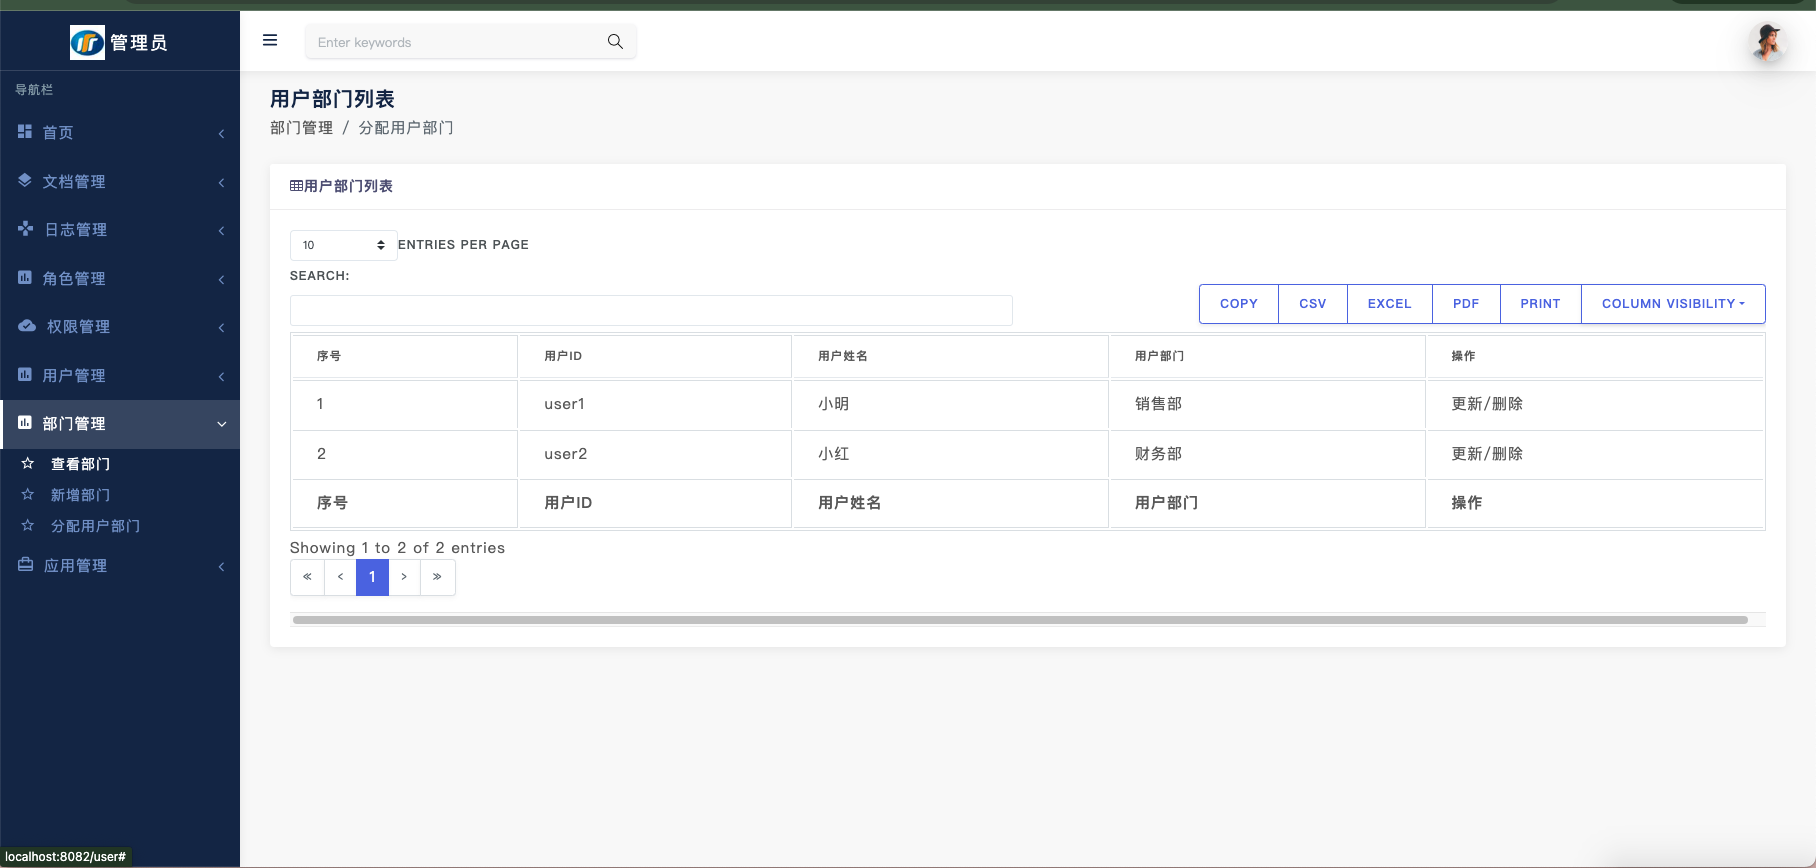 管理员
导航栏
首页
文档管理
日志管理
角色管理
权限管理
用户管理
部门管理
查看部门
新增部门
分配用户部门
应用管理
localhost:8082/user#
Enter keywords
用户部门列表
部门管理 / 分配用户部门
用户部门列表
10 ENTRIES PER PAGE
SEARCH:
COPY CSV EXCEL PDF PRINT COLUMN VISIBILITY
序号 用户ID 用户姓名 用户部门 操作
1 user1 小明 销售部 更新/删除
2 user2 小红 财务部 更新/删除
序号 用户ID 用户姓名 用户部门 操作
Showing 1 to 2 of 2 entries
« ‹ 1 › »